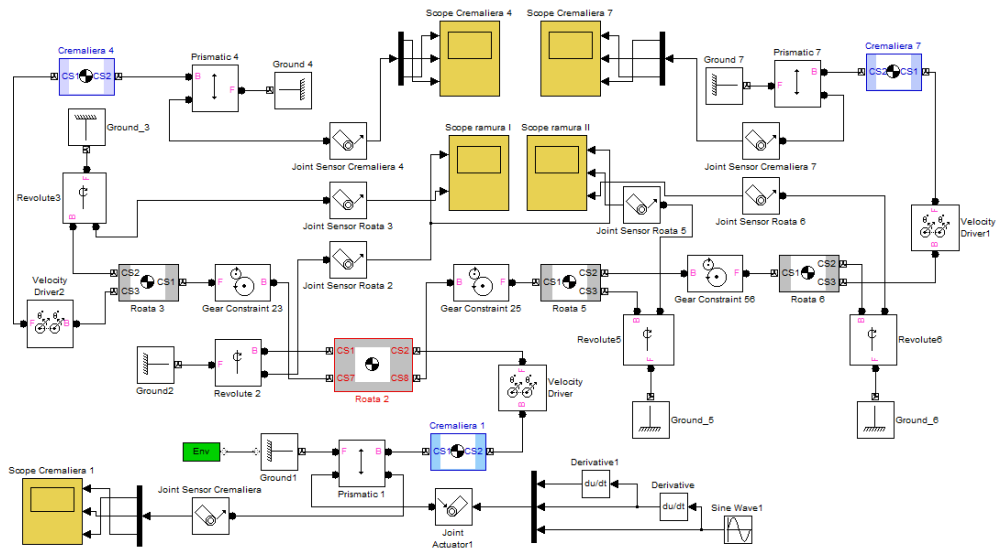 Scope Cremaliera 4
Scope Cremaliera 7
Cremaliera 4
Prismatic 4
Ground 4
Ground 7
Prismatic 7
Cremaliera 7
CS1 CS2
B
F
F
B
CS2 CS1
Ground_3
Joint Sensor Cremaliera 4
Scope ramura I
Scope ramura II
Joint Sensor Cremaliera 7
Revolute3
F
B
Joint Sensor Roata 3
Joint Sensor Roata 5
Joint Sensor Roata 6
F
B
Velocity
Driver1
Velocity
Driver2
F
B
CS2
CS3
CS1
Roata 3
F
B
Gear Constraint 23
Joint Sensor Roata 2
B
F
Gear Constraint 25
CS1
CS2
CS3
Roata 5
B
F
Gear Constraint 56
CS1
CS2
CS3
Roata 6
Ground2
B
F
Revolute 2
CS1
CS2
CS7
CS8
Roata 2
F
B
Velocity
Driver
B
F
Revolute5
B
F
Revolute6
Ground_5
Ground_6
Env
Ground1
F
B
Prismatic 1
Cremaliera 1
CS1 CS2
Scope Cremaliera 1
Joint Sensor Cremaliera
Joint
Actuator1
Derivative1
du/dt
Derivative
du/dt
Sine Wave1